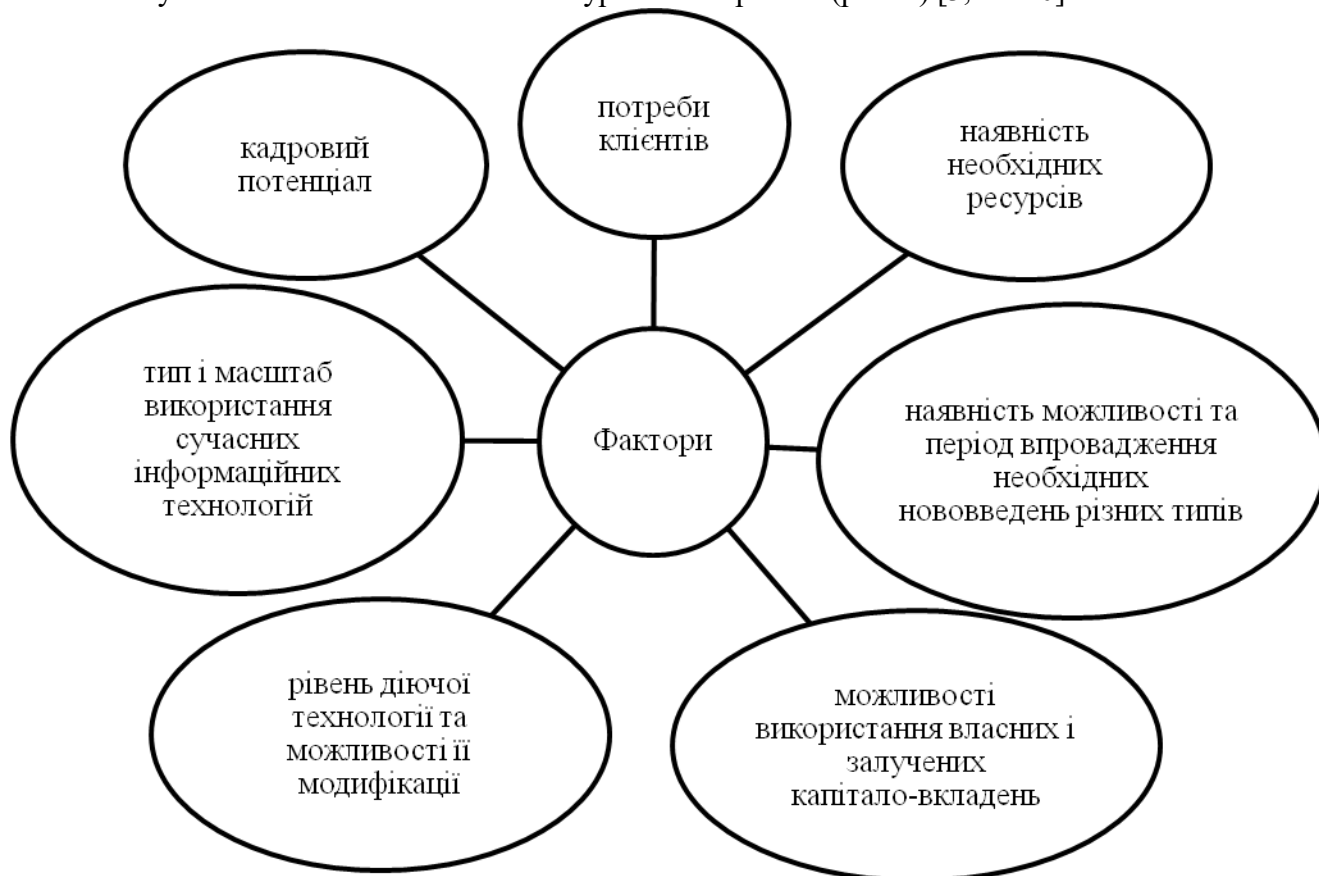 потреби
клієнтів
кадровий
потенціал
наявність
необхідних
ресурсів
тип і масштаб
використання
сучасних
інформаційних
технологій
Фактори
наявність можливості та
період впровадження
необхідних
нововведень різних типів
рівень діючої
технології та
можливості її
модифікації
можливості
використання власних і
залучених
капітало-вкладень